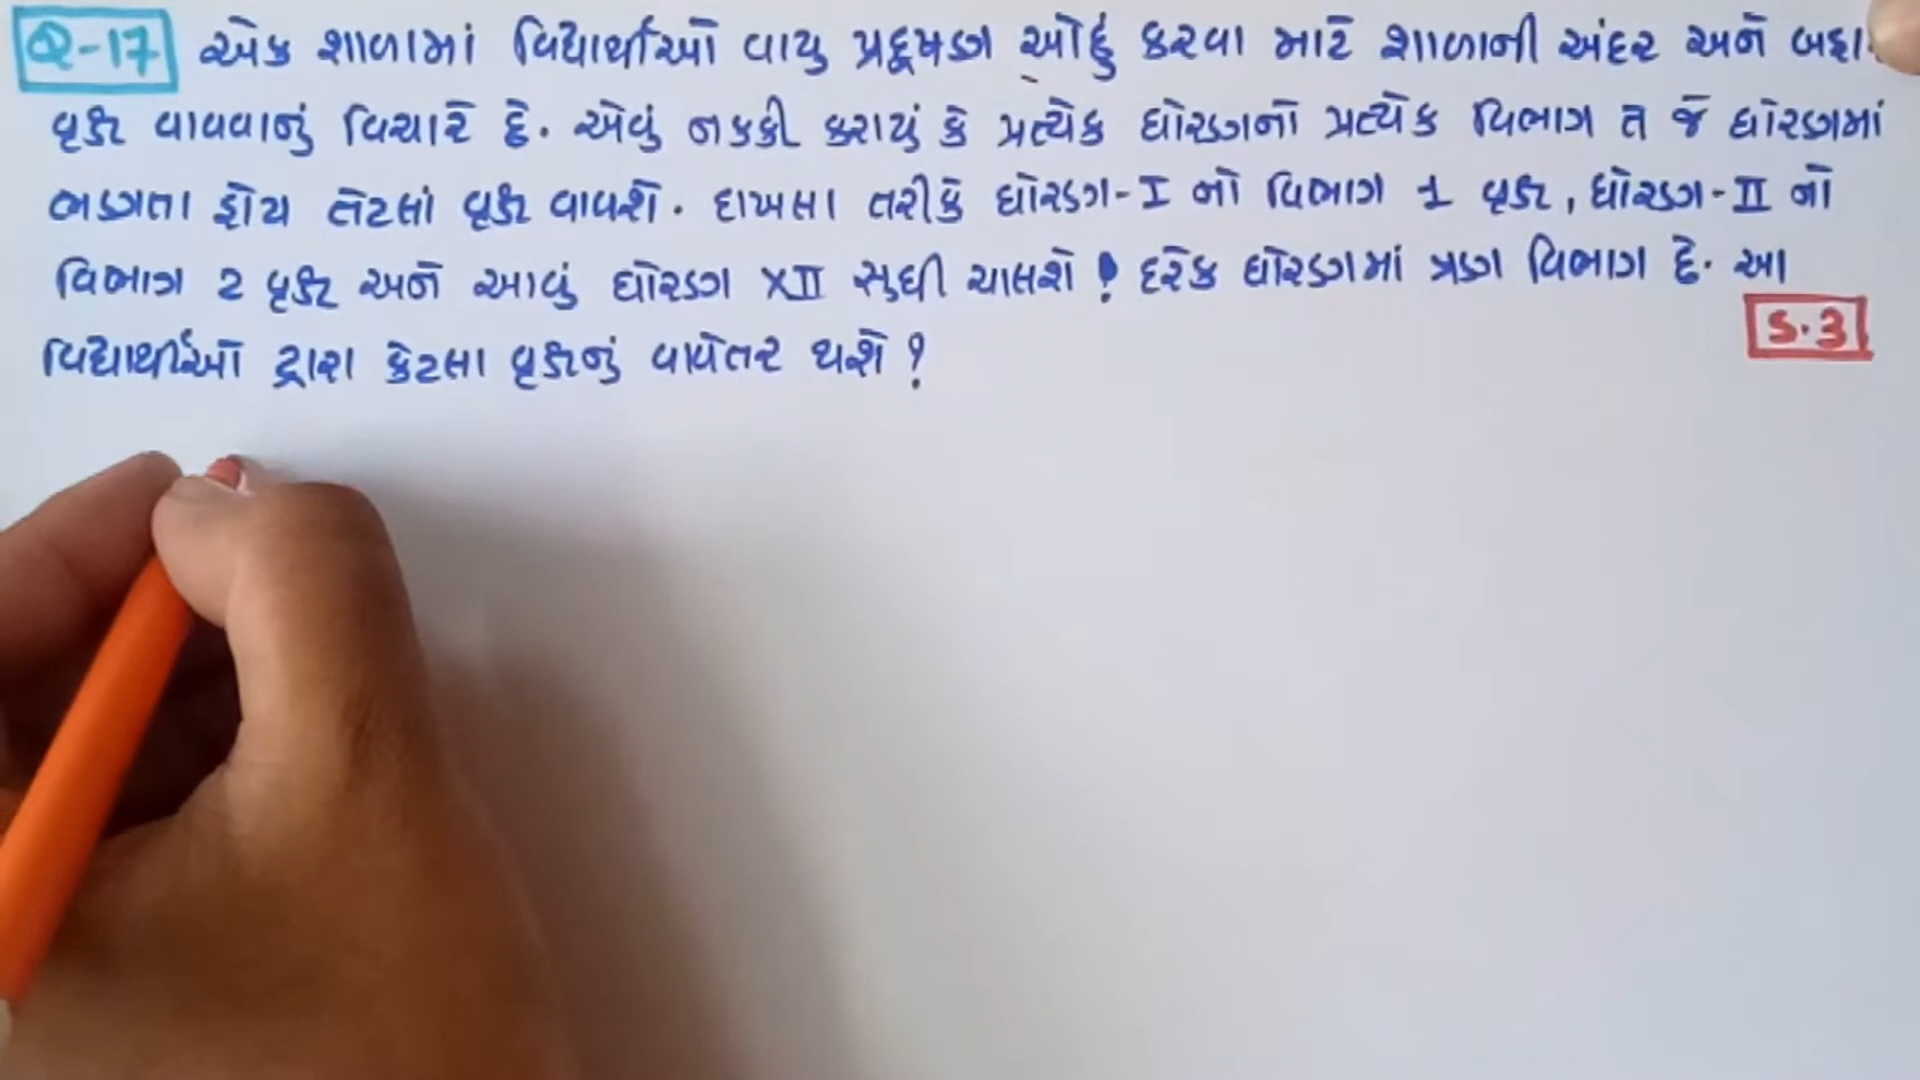 Q-17 એક શાળામાં વિદ્યાર્થીઓ વાયુ પ્રદૂષણ ઓછું કરવા માટે શાળાની અંદર અને
વૃક્ષ વાવવાનું વિચારે છે. એવું નક્કી કરાયું કે પ્રત્યેક ધોરણનો પ્રત્યેક વિભાગ તે જે ધોરણમાં
ભણતા હોય તેટલાં વૃક્ષ વાવશે. દાખલા તરીકે ધોરણ-I નો વિભાગ 1 વૃક્ષ, ધોરણ-II નો
વિભાગ 2 વૃક્ષ અને આવું ધોરણ XII સુધી ચાલશે! દરેક ધોરણમાં ત્રણ વિભાગ છે. આ
5.3
વિદ્યાર્થીઓ દ્વારા કેટલા વૃક્ષનું વાવેતર થશે?